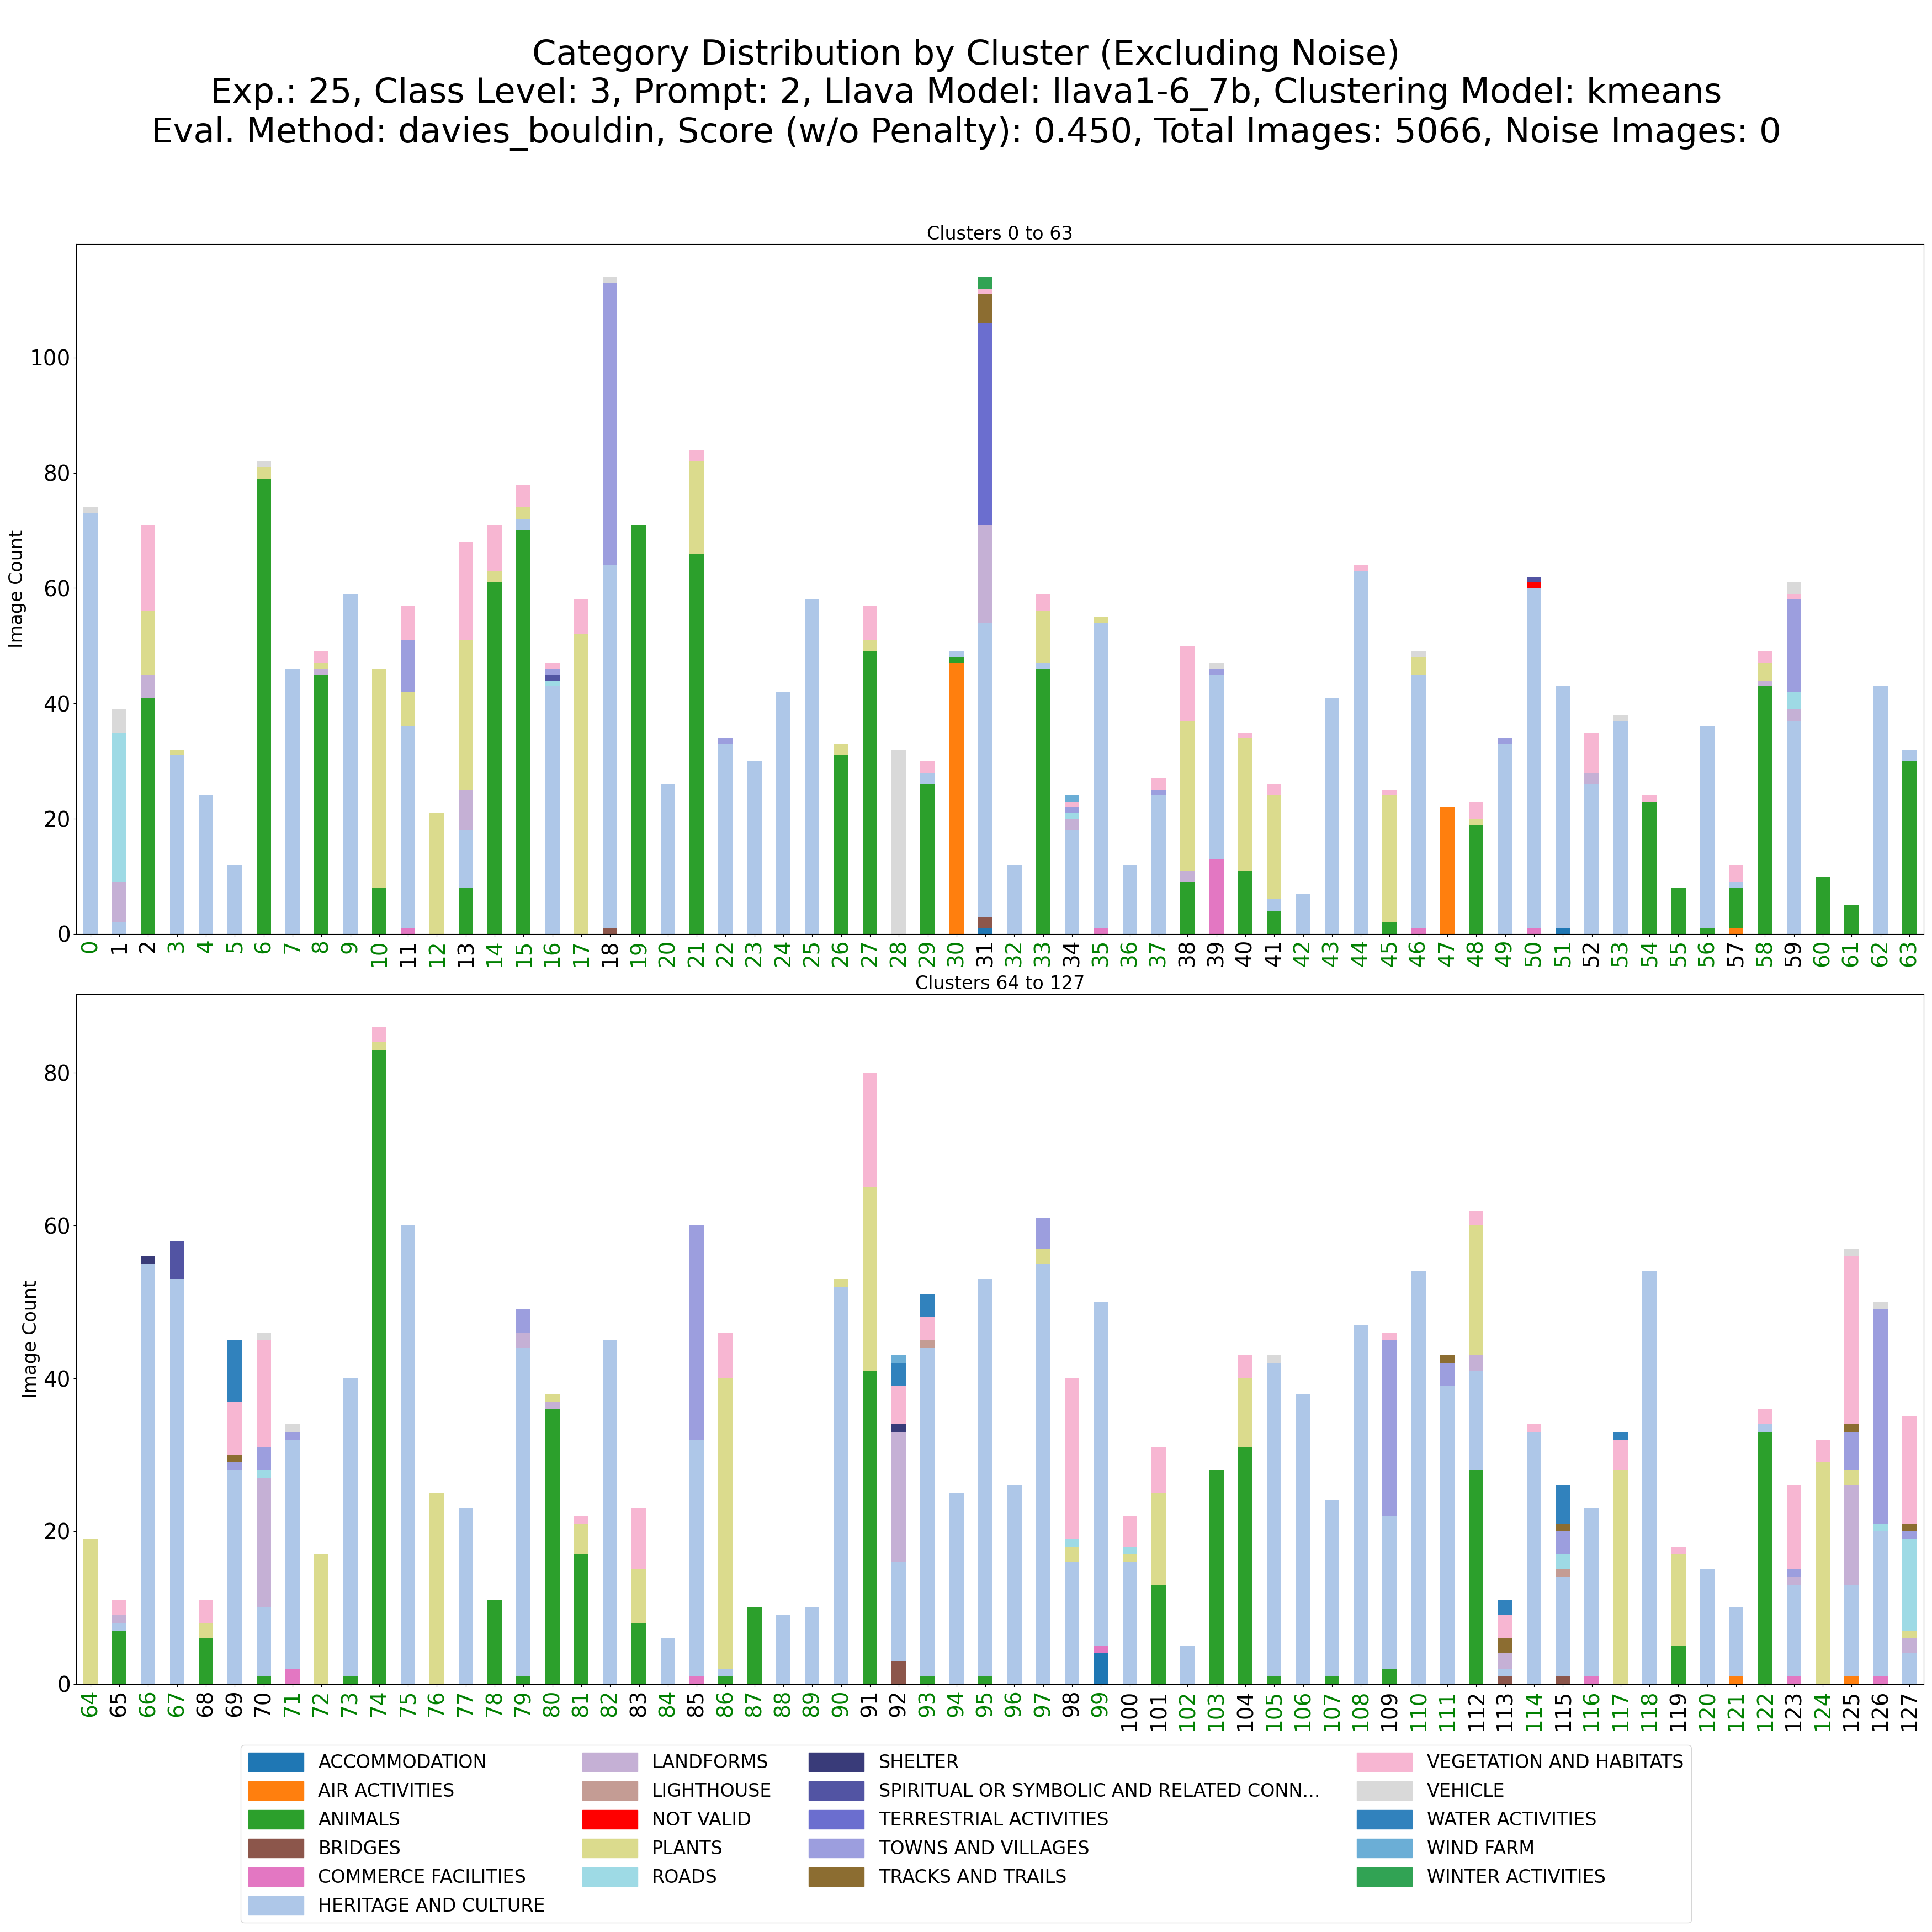 Category Distribution by Cluster (Excluding Noise)
Exp.: 25, Class Level: 3, Prompt: 2, Llava Model: llava1-6_7b, Clustering Model: kmeans
Eval. Method: davies_bouldin, Score (w/o Penalty): 0.450, Total Images: 5066, Noise Images: 0
Clusters 0 to 63
Image Count
100
80
60
40
20
0
0 1 2 3 4 5 6 7 8 9 10 11 12 13 14 15 16 17 18 19 20 21 22 23 24 25 26 27 28 29 30 31 32 33 34 35 36 37 38 39 40 41 42 43 44 45 46 47 48 49 50 51 52 53 54 55 56 57 58 59 60 61 62 63
Clusters 64 to 127
Image Count
80
60
40
20
0
64 65 66 67 68 69 70 71 72 73 74 75 76 77 78 79 80 81 82 83 84 85 86 87 88 89 90 91 92 93 94 95 96 97 98 99 100 101 102 103 104 105 106 107 108 109 110 111 112 113 114 115 116 117 118 119 120 121 122 123 124 125 126 127
ACCOMMODATION
AIR ACTIVITIES
ANIMALS
BRIDGES
COMMERCE FACILITIES
HERITAGE AND CULTURE
LANDFORMS
LIGHTHOUSE
NOT VALID
PLANTS
ROADS
SHELTER
SPIRITUAL OR SYMBOLIC AND RELATED CONN...
TERRESTRIAL ACTIVITIES
TOWNS AND VILLAGES
TRACKS AND TRAILS
VEGETATION AND HABITATS
VEHICLE
WATER ACTIVITIES
WIND FARM
WINTER ACTIVITIES